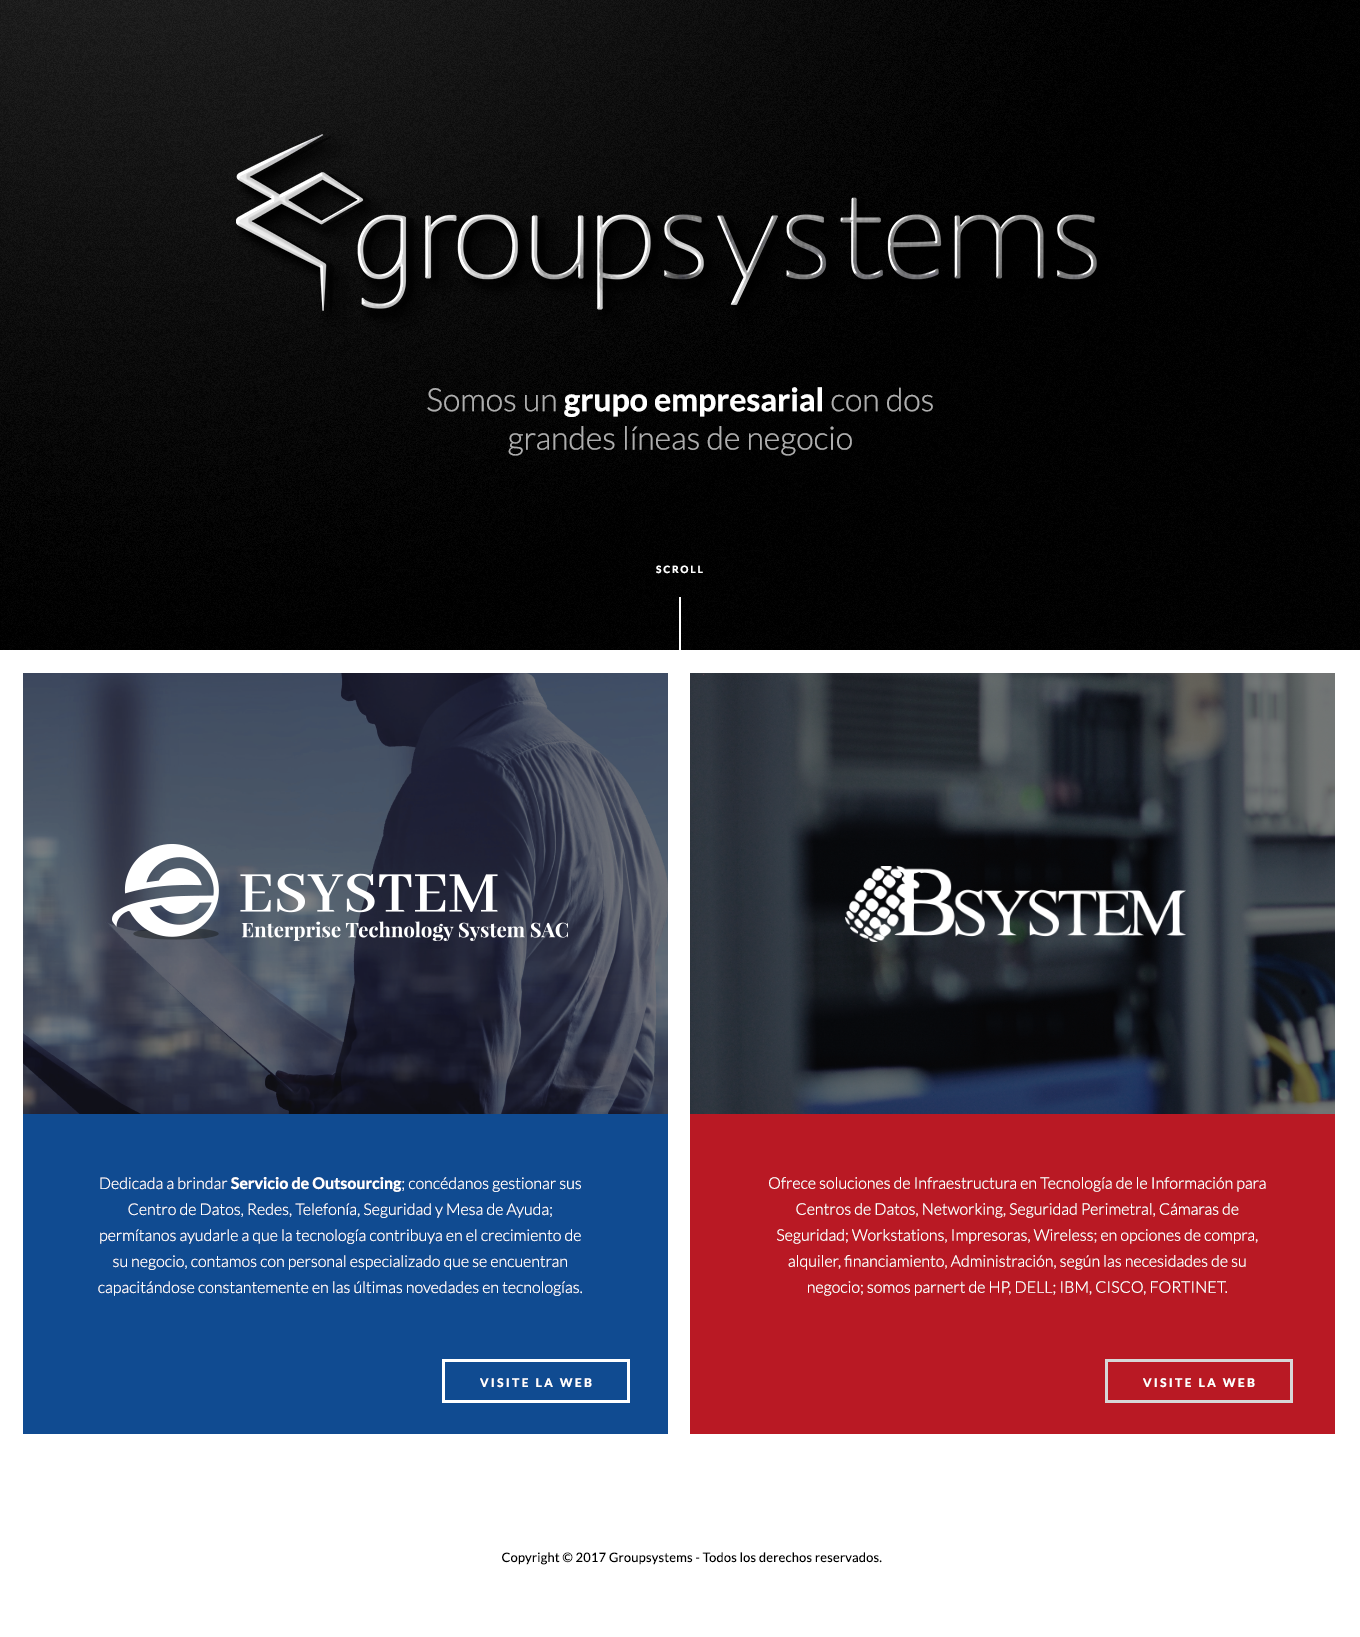 groupsystems
Somos un grupo empresarial con dos
grandes líneas de negocio
SCROLL
ESYSTEM
Enterprise Technology System SAC
BSYSTEM
Dedicada a brindar Servicio de Outsourcing; concédanos gestionar sus
Centro de Datos, Redes, Telefonía, Seguridad y Mesa de Ayuda;
permítanos ayudarle a que la tecnología contribuya en el crecimiento de
su negocio, contamos con personal especializado que se encuentran
capacitándose constantemente en las últimas novedades en tecnologías.
VISITE LA WEB
Ofrece soluciones de Infraestructura en Tecnología de le Información para
Centros de Datos, Networking, Seguridad Perimetral, Cámaras de
Seguridad; Workstations, Impresoras, Wireless; en opciones de compra,
alquiler, financiamiento, Administración, según las necesidades de su
negocio; somos parnert de HP, DELL; IBM, CISCO, FORTINET.
VISITE LA WEB
Copyright © 2017 Groupsystems - Todos los derechos reservados.